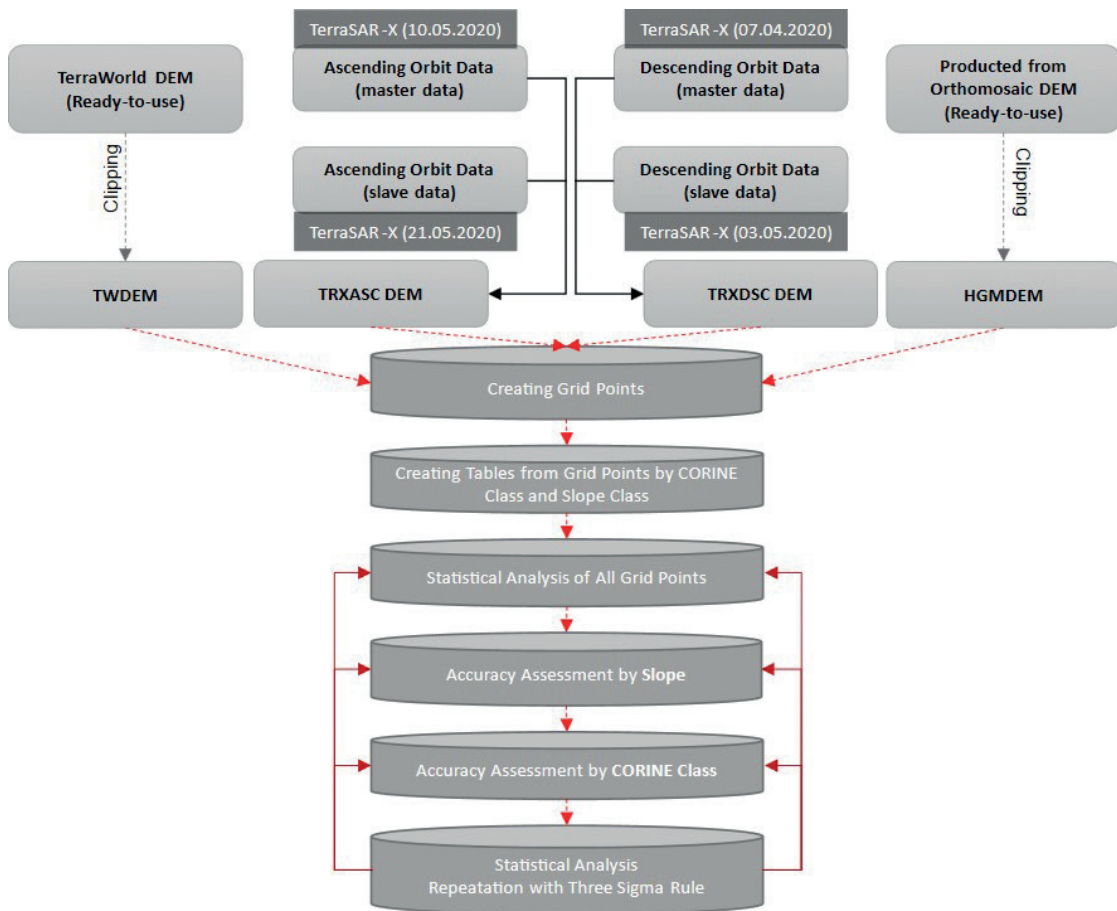 TerraSAR -X (10.05.2020)
TerraSAR -X (07.04.2020)
TerraWorld DEM
(Ready-to-use)
Ascending Orbit Data
(master data)
Descending Orbit Data
(master data)
Producted from
Orthomosaic DEM
(Ready-to-use)
Clipping
Ascending Orbit Data
(slave data)
Descending Orbit Data
(slave data)
Clipping
TerraSAR -X (21.05.2020)
TerraSAR -X (03.05.2020)
TWDEM
TRXASC DEM
TRXDSC DEM
HGMDEM
Creating Grid Points
Creating Tables from Grid Points by CORINE
Class and Slope Class
Statistical Analysis of All Grid Points
Accuracy Assessment by Slope
Accuracy Assessment by CORINE Class
Statistical Analysis
Repeatation with Three Sigma Rule